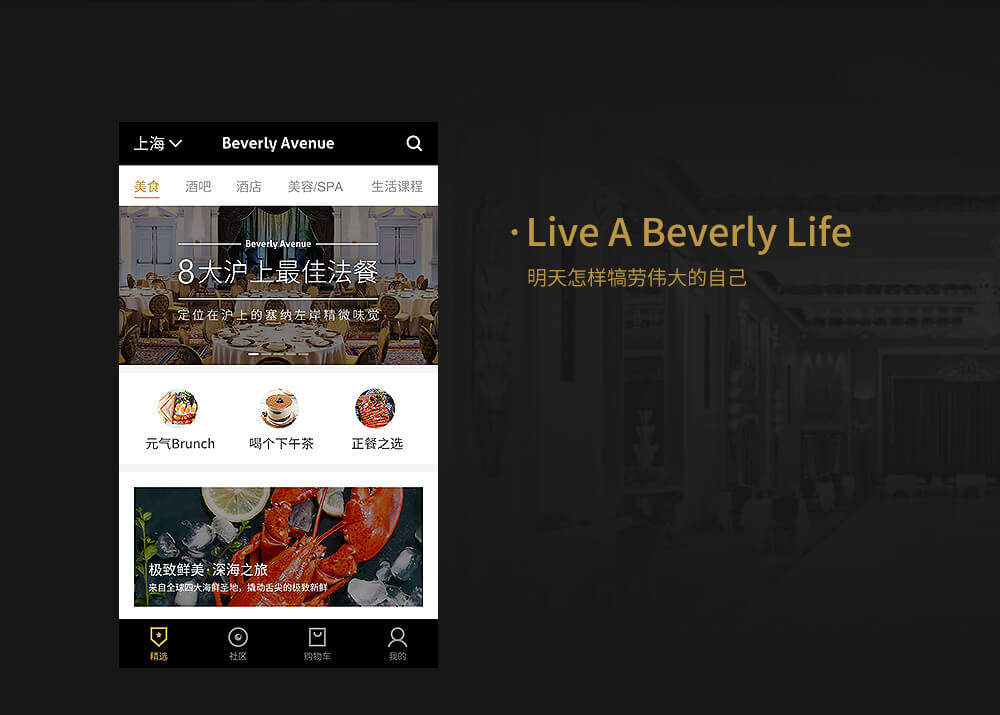 上海
Beverly Avenue
美食 酒吧 酒店 美容/SPA 生活课程
Beverly Avenue
8大沪上最佳法餐
定位在沪上的塞纳左岸精微味觉
元气Brunch 喝个下午茶 正餐之选
极致鲜美·深海之旅
来自全球四大海鲜圣地，撬动舌尖的极致新鲜
精选 社区 购物车 我的
·Live A Beverly Life
明天怎样犒劳伟大的自己